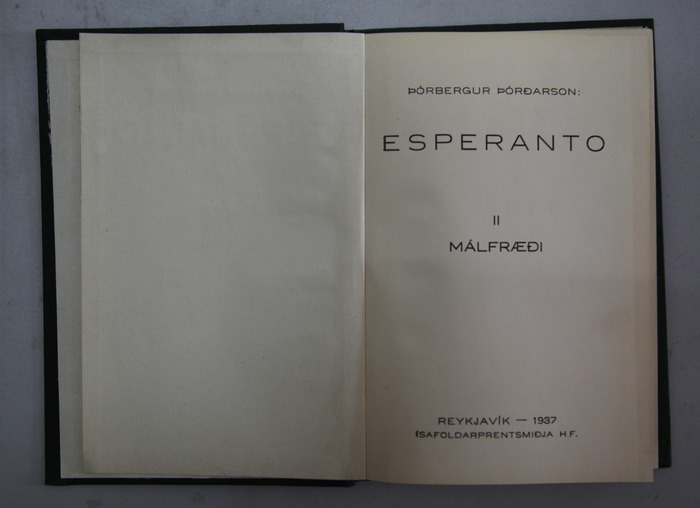 ÞÓRBERGUR ÞÓRÐARSON:
ESPERANTO
II
MÁLFRÆÐI
REYKJAVÍK — 1937
ÍSAFOLDARPRENTSMIÐJA H.F.